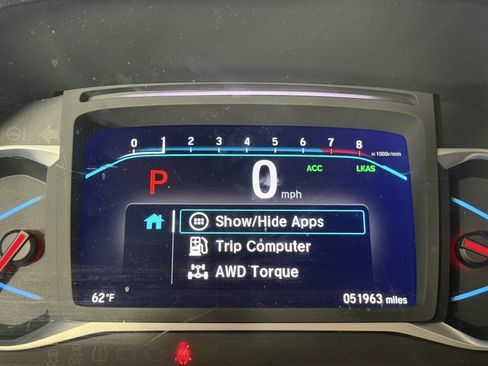 0 1 2 3 4 5 6 7 8 x1000r/min
P 0 mph ACC LKAS
Show/Hide Apps
Trip Computer
AWD Torque
62°F 051963 miles